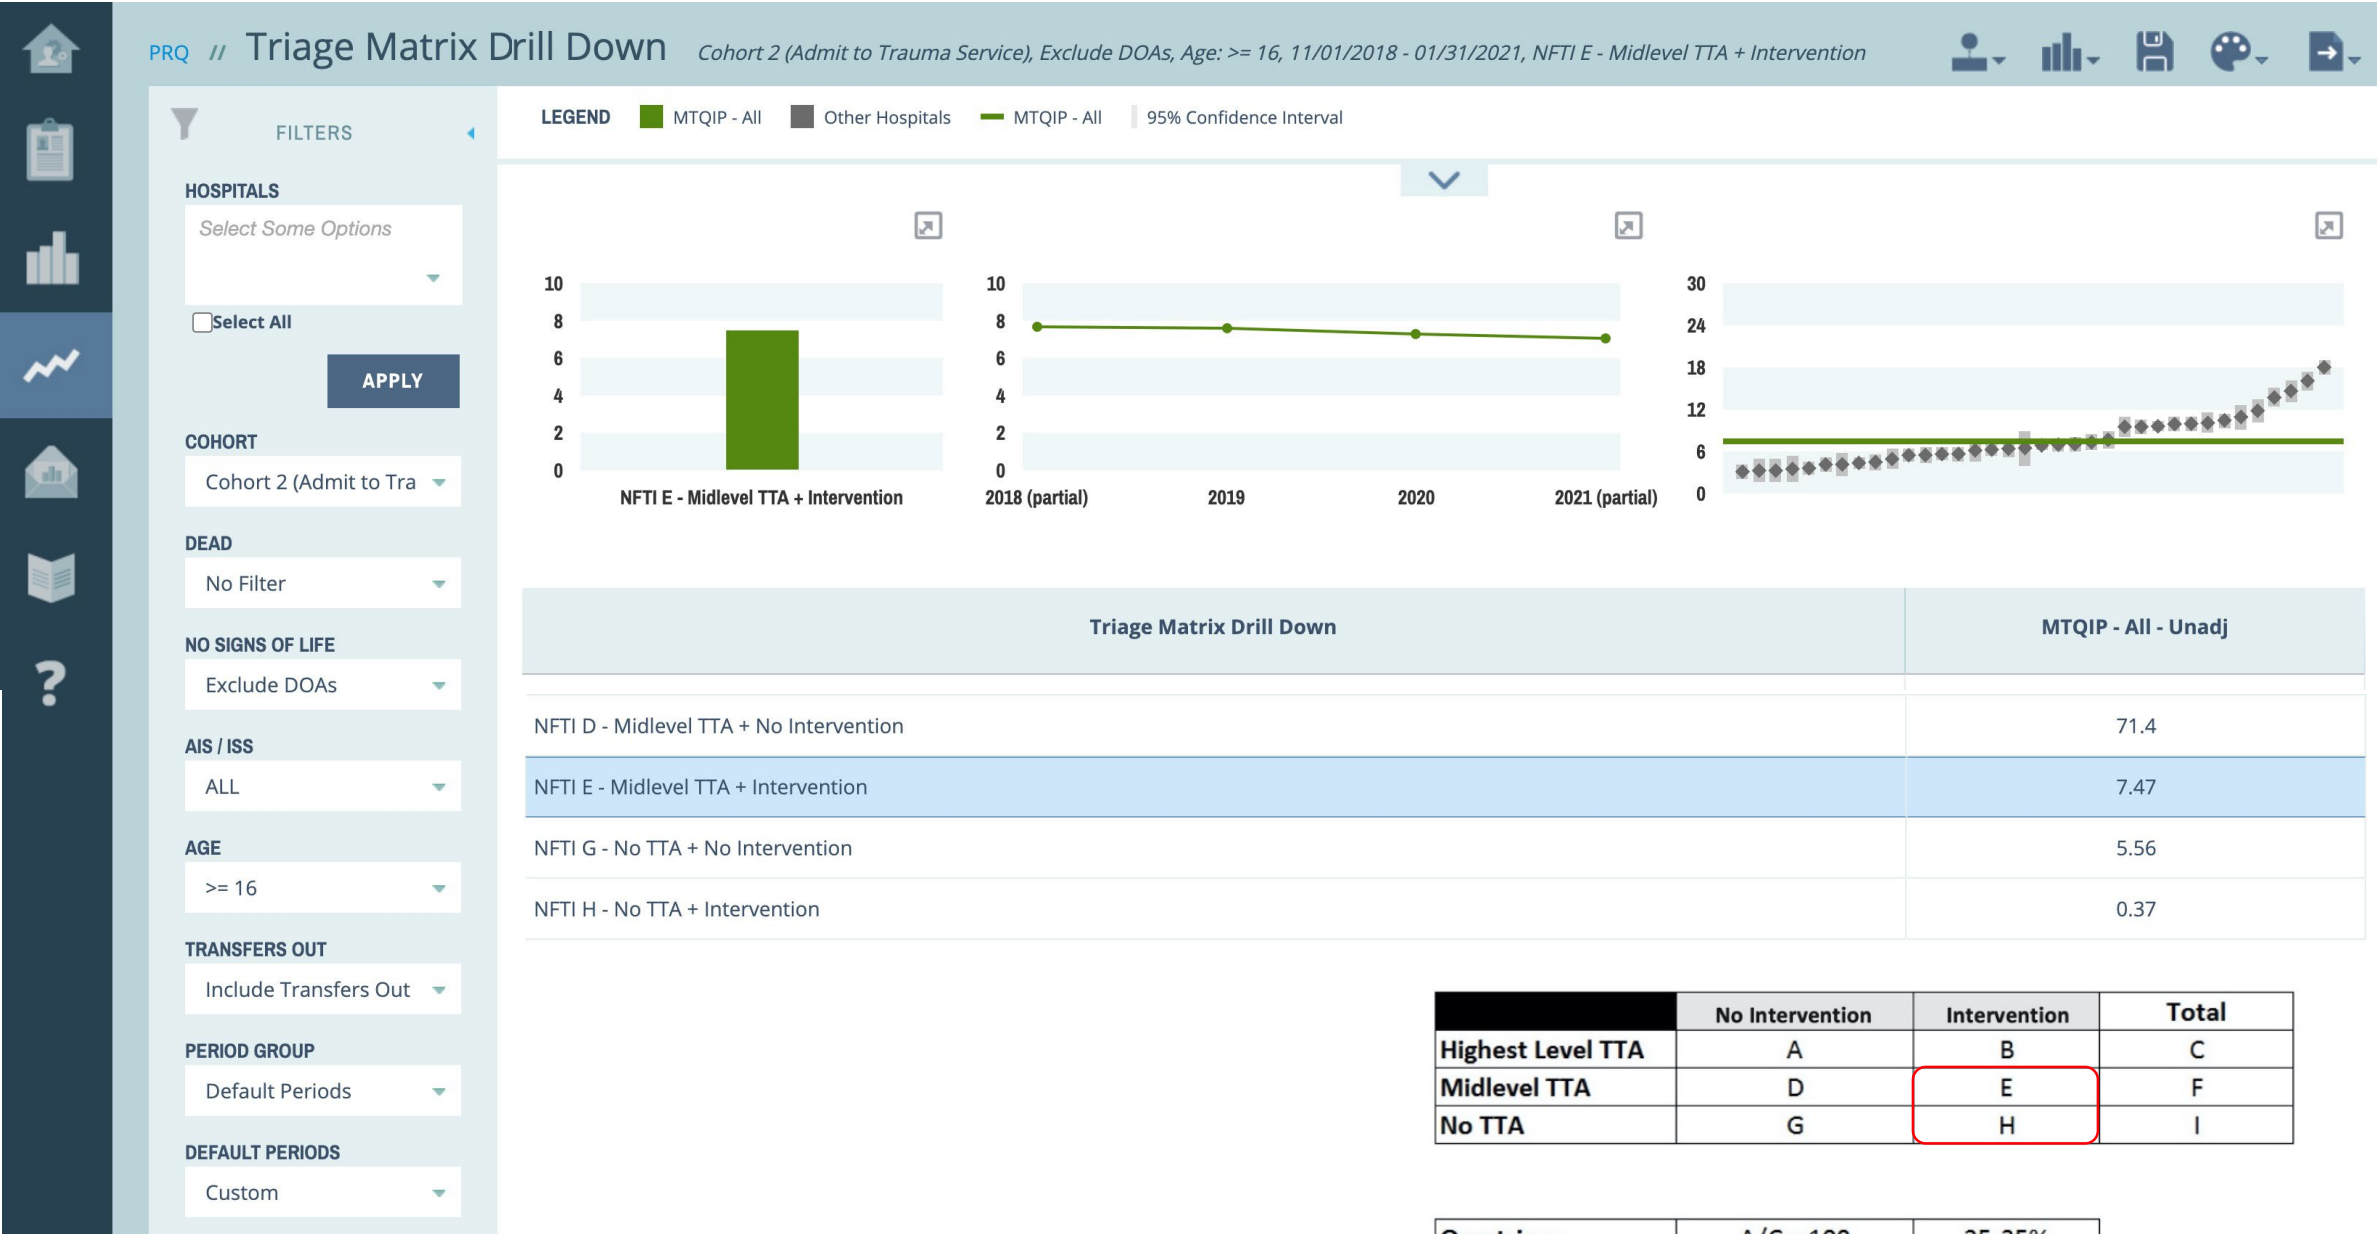 PRQ // Triage Matrix Drill Down Cohort 2 (Admit to Trauma Service), Exclude DOAs, Age: >= 16, 11/01/2018 - 01/31/2021, NFTI E - Midlevel TTA + Intervention
FILTERS
HOSPITALS
Select Some Options
Select All
APPLY
COHORT
Cohort 2 (Admit to Tra
DEAD
No Filter
NO SIGNS OF LIFE
Exclude DOAs
AIS / ISS
ALL
AGE
>= 16
TRANSFERS OUT
Include Transfers Out
PERIOD GROUP
Default Periods
DEFAULT PERIODS
Custom
LEGEND MTQIP - All Other Hospitals MTQIP - All 95% Confidence Interval
10
8
6
4
2
0
NFTI E - Midlevel TTA + Intervention
10
8
6
4
2
0
2018 (partial) 2019 2020 2021 (partial)
30
24
18
12
6
0
Triage Matrix Drill Down MTQIP - All - Unadj
NFTI D - Midlevel TTA + No Intervention 71.4
NFTI E - Midlevel TTA + Intervention 7.47
NFTI G - No TTA + No Intervention 5.56
NFTI H - No TTA + Intervention 0.37
No Intervention Intervention Total
Highest Level TTA A B C
Midlevel TTA D E F
No TTA G H I